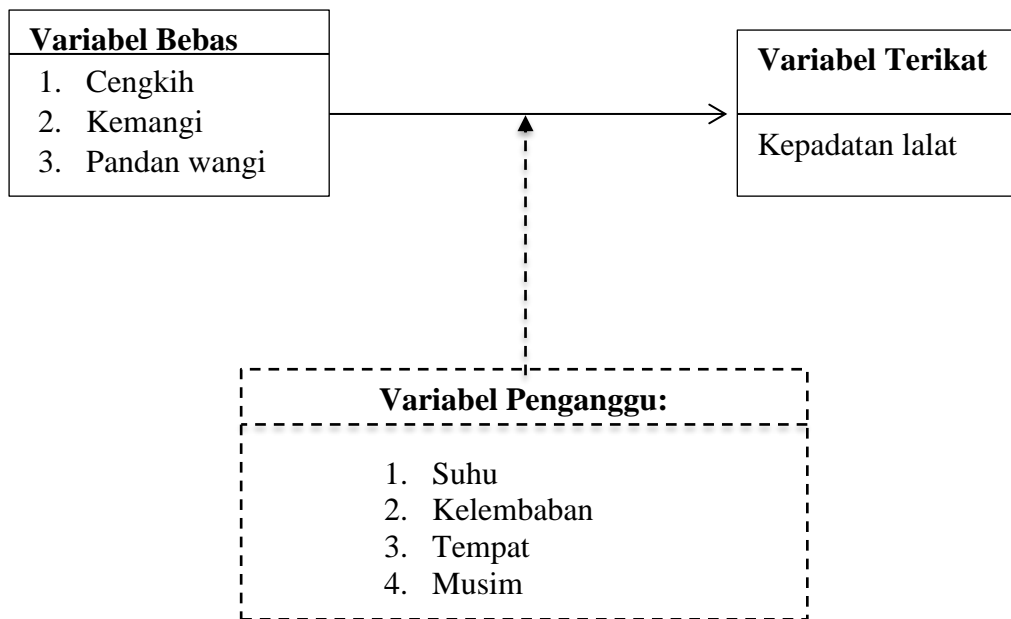 Variabel Bebas
1. Cengkih
2. Kemangi
3. Pandan wangi
Variabel Terikat
Kepadatan lalat
Variabel Penganggu:
1. Suhu
2. Kelembaban
3. Tempat
4. Musim